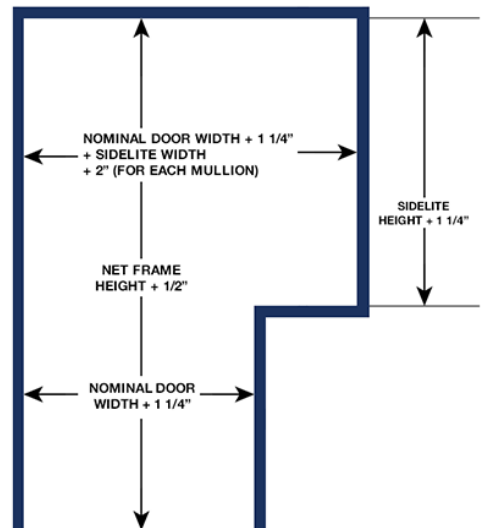 NOMINAL DOOR WIDTH + 1 1/4”
+ SIDELITE WIDTH
+ 2” (FOR EACH MULLION)
SIDELITE
HEIGHT + 1 1/4”
NET FRAME
HEIGHT + 1/2”
NOMINAL DOOR
WIDTH + 1 1/4”